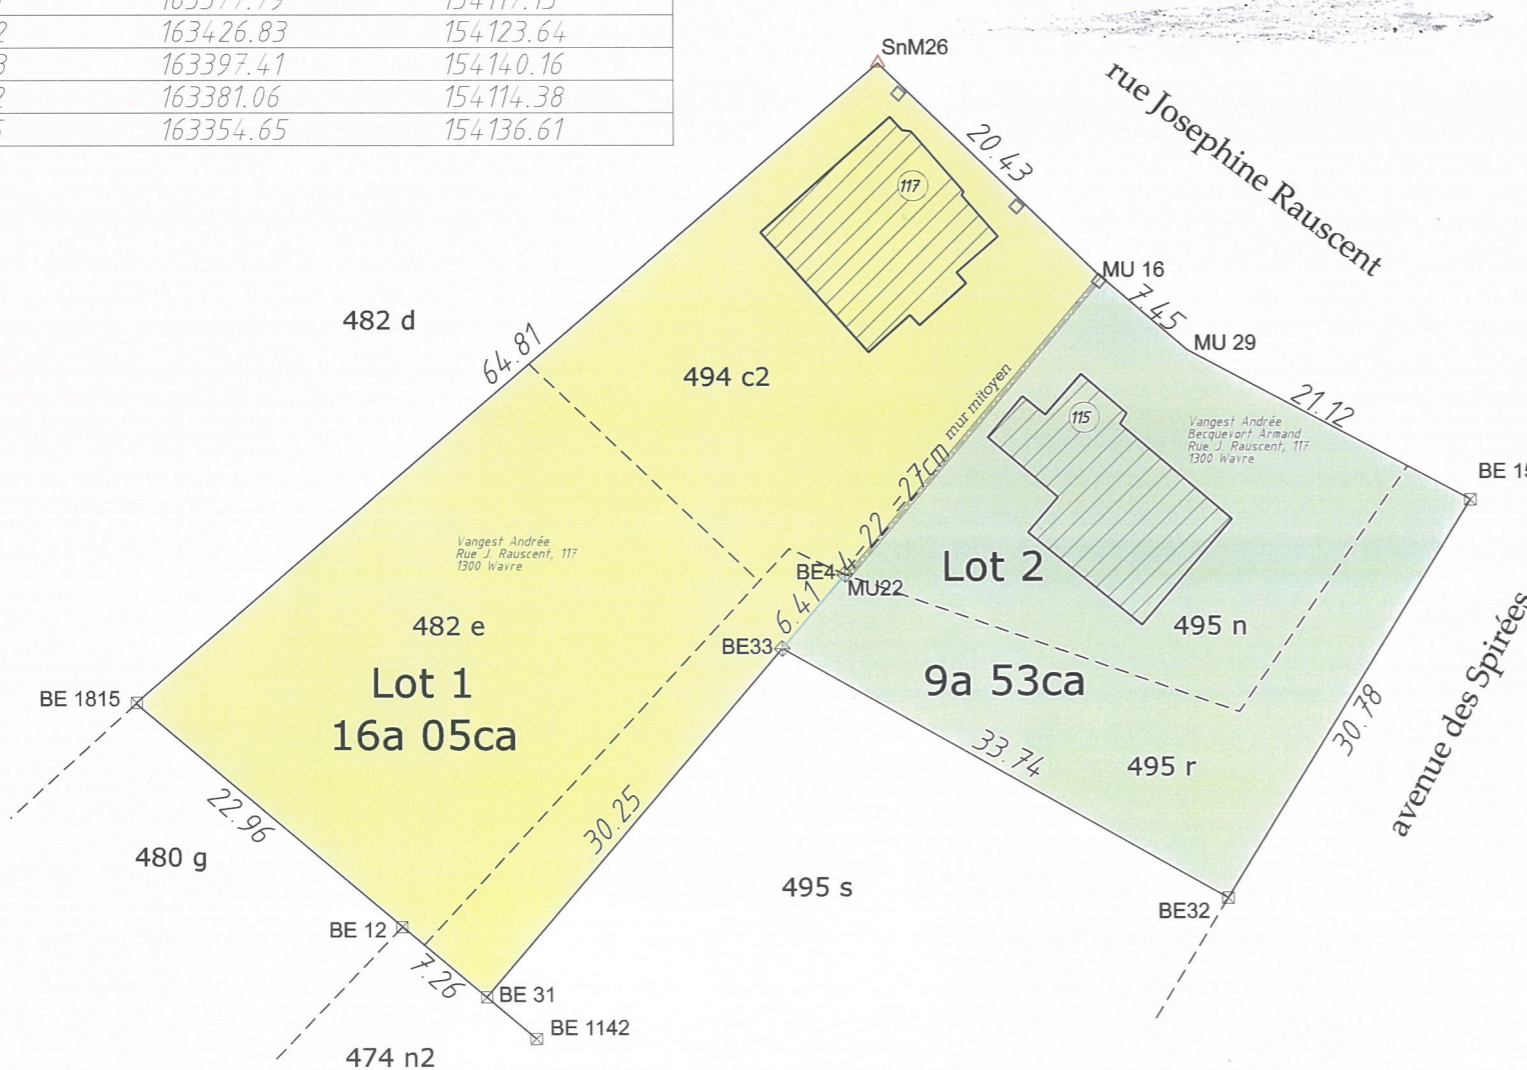 2 163426.83 154123.64
3 163397.41 154140.16
2 163381.06 154114.38
163354.65 154136.61
SnM26
rue Josephine Rauscent
20.43
117
MU 16
7.45
MU 29
482 d
64.81
494 c2
mur mitoyen
21.12
115
Vangest Andrée
Becquevort Armand
Rue J. Rauscent, 117
1300 Wavre
-27cm
BE 15
Vangest Andrée
Rue J. Rauscent, 117
1300 Wavre
22
BE4
MU22
Lot 2
482 e
6.41
495 n
BE33
Lot 1
9a 53ca
BE 1815
16a 05ca
33.74
495 r
30.78
avenue des Spirées
22.96
30.25
480 g
495 s
BE32
BE 12
7.26
BE 31
BE 1142
474 n2